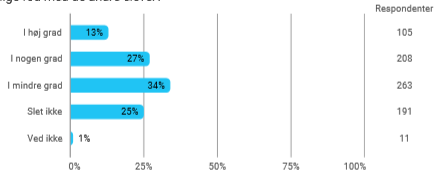 Respondenter
I høj grad 13% 105
I nogen grad 27% 208
I mindre grad 34% 263
Slet ikke 25% 191
Ved ikke 1% 11
0% 25% 50% 75% 100%